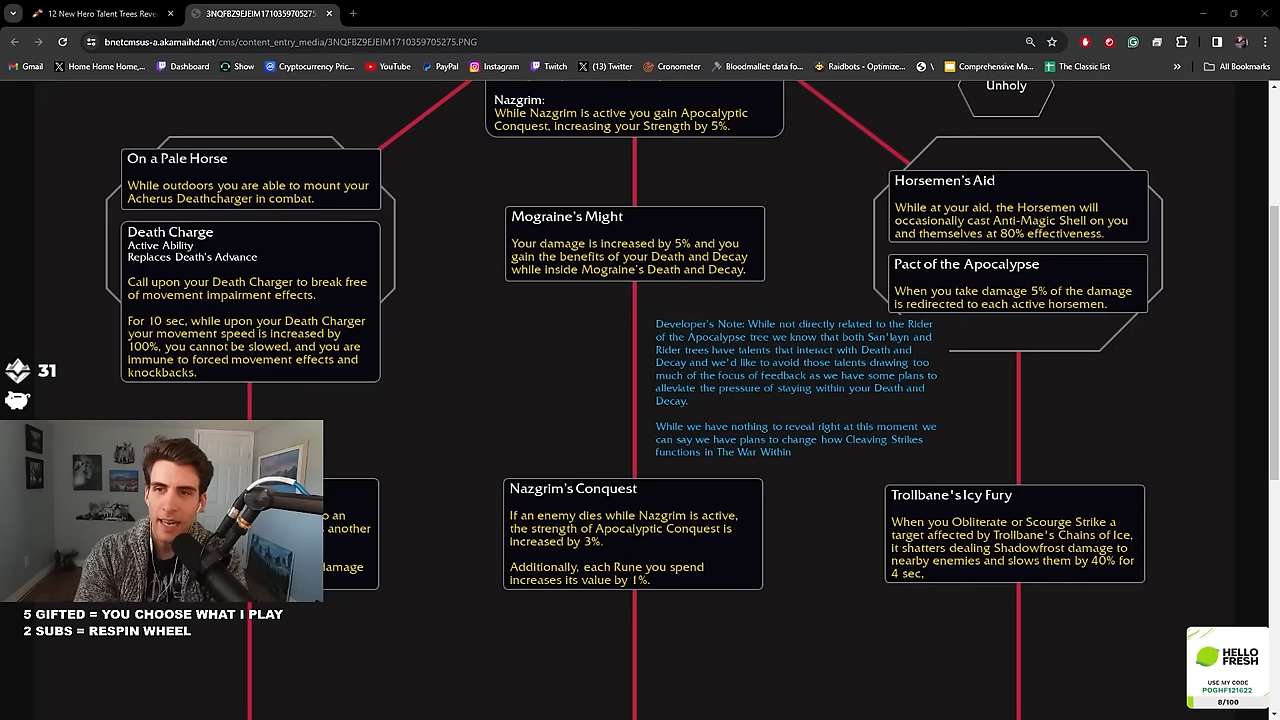 12 New Hero Talent Trees Reve
3NQFBZ9EJEIM1710359705275.
bnetcmsus-a.akamaihd.net/cms/content_entry_media/3NQFBZ9EJEIM1710359705275.PNG
Gmail
Home Home Home,...
Dashboard
Show
Cryptocurrency Pric...
YouTube
PayPal
Instagram
Twitch
(13) Twitter
Cronometer
Bloodmallet: data fo...
Raidbots - Optimize...
Comprehensive Ma...
The Classic list
All Bookmarks
Nazgrim:
While Nazgrim is active you gain Apocalyptic
Conquest, increasing your Strength by 5%.
Unholy
On a Pale Horse
While outdoors you are able to mount your
Acherus Deathcharger in combat.
Death Charge
Active Ability
Replaces Death's Advance
Call upon your Death Charger to break free
of movement impairment effects.
For 10 sec, while upon your Death Charger
your movement speed is increased by
100%, you cannot be slowed, and you are
immune to forced movement effects and
knockbacks.
Mograine's Might
Your damage is increased by 5% and you
gain the benefits of your Death and Decay
while inside Mograine's Death and Decay.
Horsemen's Aid
While at your aid, the Horsemen will
occasionally cast Anti-Magic Shell on you
and themselves at 80% effectiveness.
Pact of the Apocalypse
When you take damage 5% of the damage
is redirected to each active horsemen.
Developer's Note: While not directly related to the Rider
of the Apocalypse tree we know that both San'layn and
Rider trees have talents that interact with Death and
Decay and we'd like to avoid those talents drawing too
much of the focus of feedback as we have some plans to
alleviate the pressure of staying within your Death and
Decay.
While we have nothing to reveal right at this moment we
can say we have plans to change how Cleaving Strikes
functions in The War Within
31
o an
another
amage
Nazgrim's Conquest
If an enemy dies while Nazgrim is active,
the strength of Apocalyptic Conquest is
increased by 3%.
Additionally, each Rune you spend
increases its value by 1%.
Trollbane's Icy Fury
When you Obliterate or Scourge Strike a
target affected by Trollbane's Chains of Ice,
it shatters dealing Shadowfrost damage to
nearby enemies and slows them by 40% for
4 sec,
5 GIFTED = YOU CHOOSE WHAT I PLAY
2 SUBS = RESPIN WHEEL
HELLO
FRESH
USE MY CODE
POGHF121622
8/100